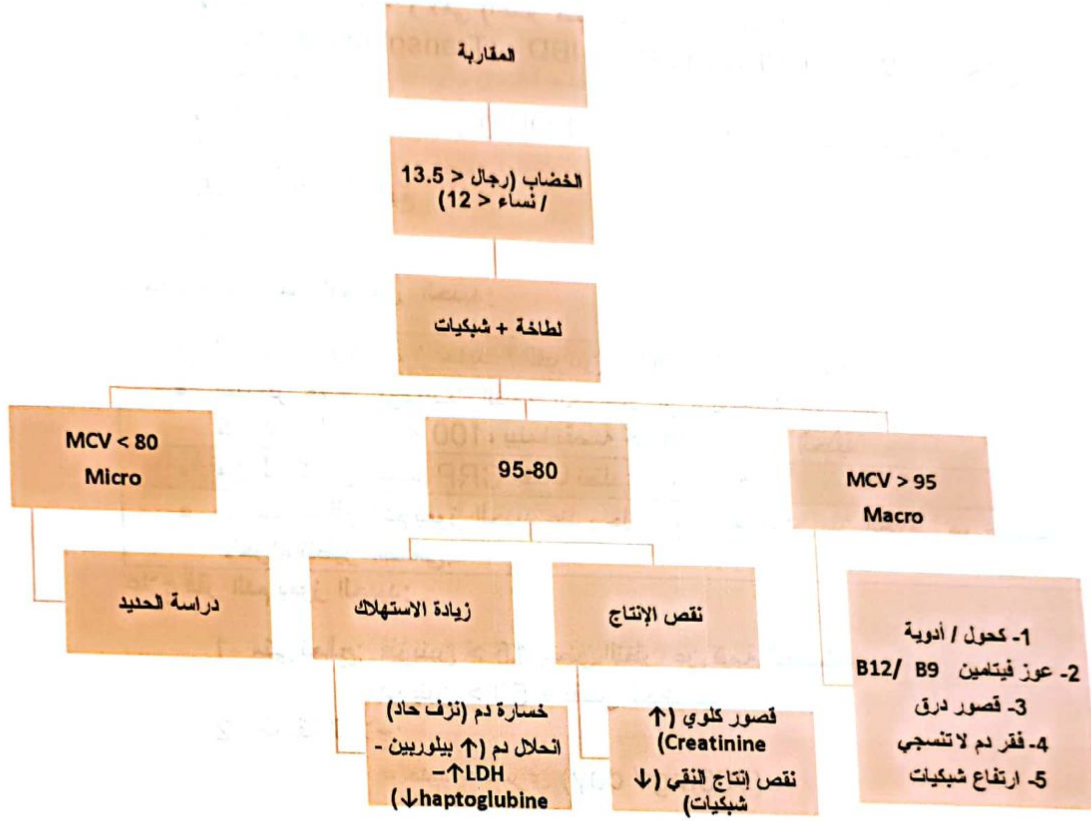 المقاربة
الخضاب (رجال < 13.5
/ نساء < 12)
لطاخة + شبكيات
MCV < 80
Micro
95-80
MCV > 95
Macro
دراسة الحديد
زيادة الاستهلاك
نقص الإنتاج
خسارة دم (نزف حاد)
انحلال دم (↑ بيلوربين -
LDH↑–
haptoglubine↓)
قصور كلوي (↑
Creatinine)
نقص إنتاج النقي (↓
شبكيات)
1- كحول / أدوية
2- عوز فيتامين B12/ B9
3- قصور درق
4- فقر دم لا تنسجي
5- ارتفاع شبكيات